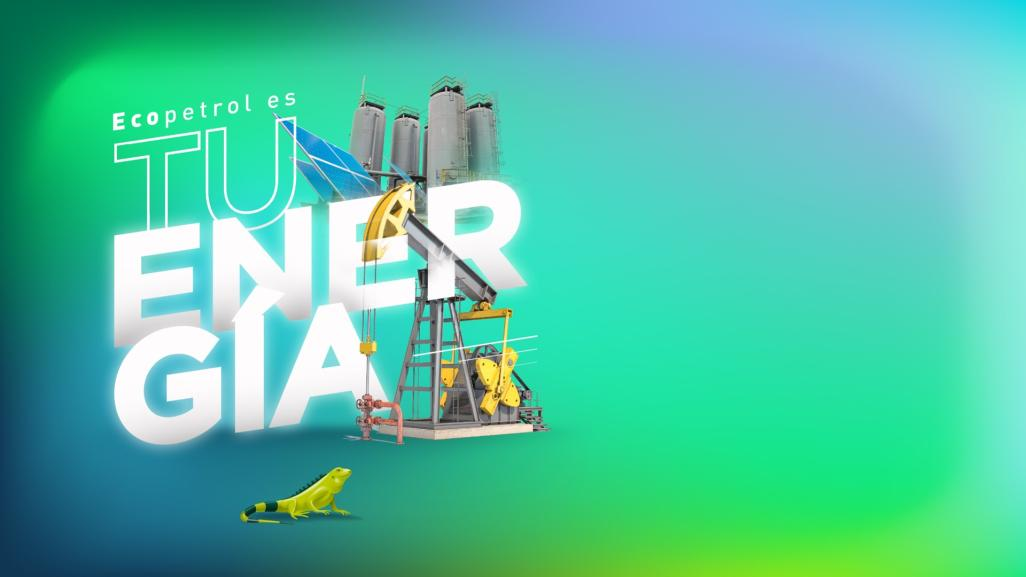 Ecopetrol es
TU
ENER
GÍA